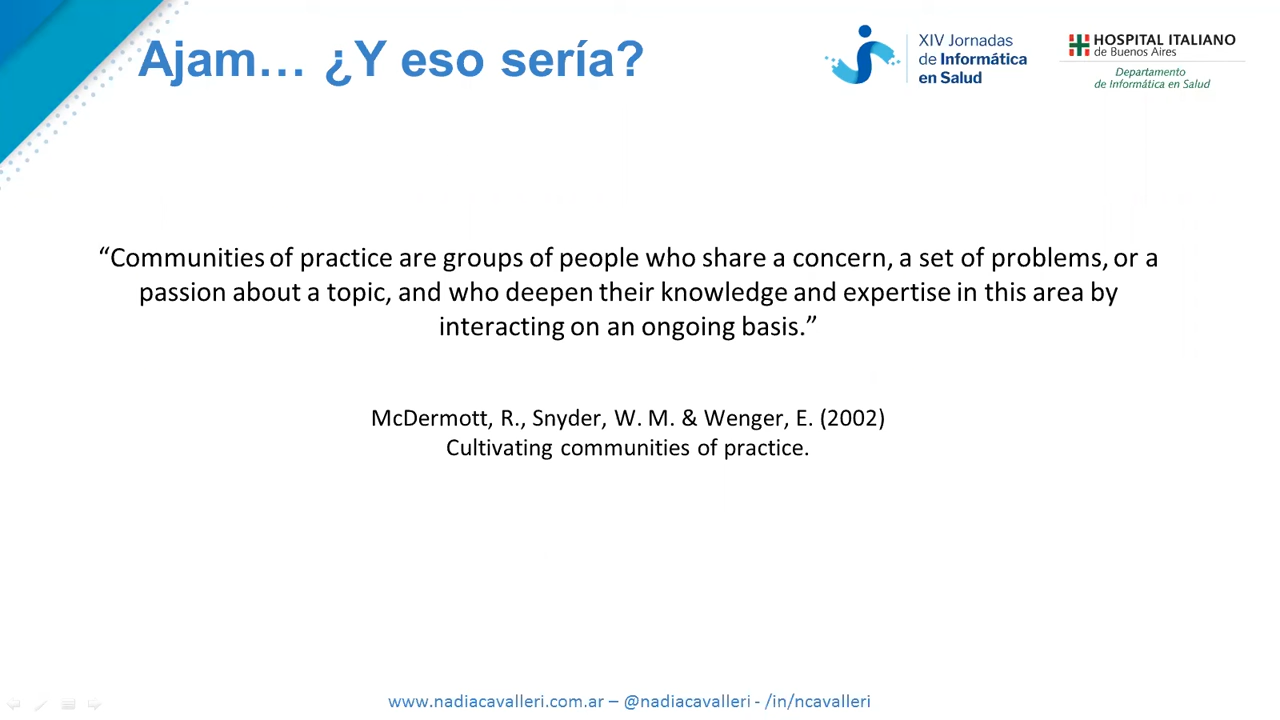 Ajam… ¿Y eso sería?
XIV Jornadas
de Informática
en Salud
HOSPITAL ITALIANO
de Buenos Aires
Departamento
de Informática en Salud
“Communities of practice are groups of people who share a concern, a set of problems, or a
passion about a topic, and who deepen their knowledge and expertise in this area by
interacting on an ongoing basis.”
McDermott, R., Snyder, W. M. & Wenger, E. (2002)
Cultivating communities of practice.
www.nadiacavalleri.com.ar – @nadiacavalleri - /in/ncavalleri